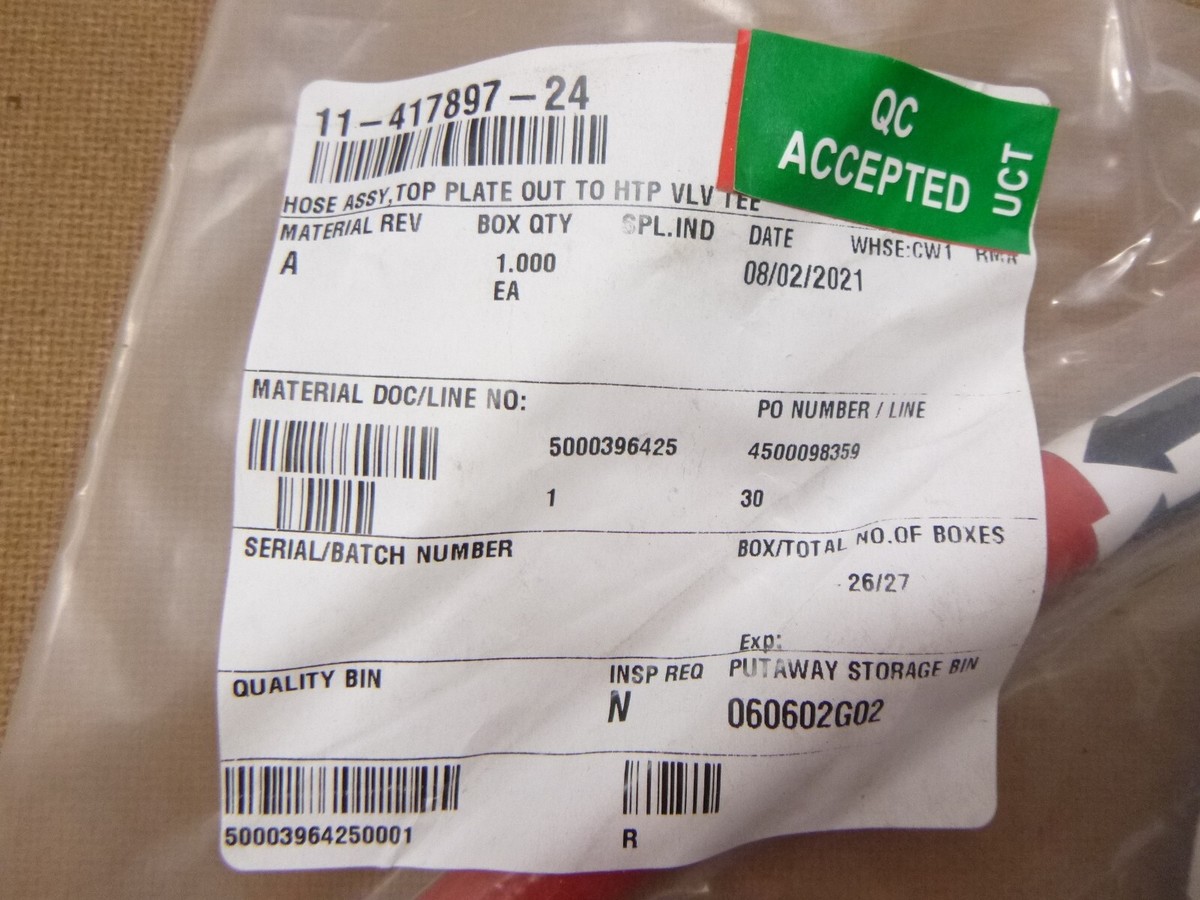 11-417897-24
QC
ACCEPTED
UCT
HOSE ASSY,TOP PLATE OUT TO HTP VLV TEE
MATERIAL REV BOX QTY SPL.IND DATE WHSE:CW1
A 1.000 08/02/2021
EA
MATERIAL DOC/LINE NO: PO NUMBER / LINE
5000396425 4500098359
1 30
SERIAL/BATCH NUMBER BOX/TOTAL NO.OF BOXES
26/27
Exp:
QUALITY BIN INSP REQ PUTAWAY STORAGE BIN
N 060602G02
50003964250001 R